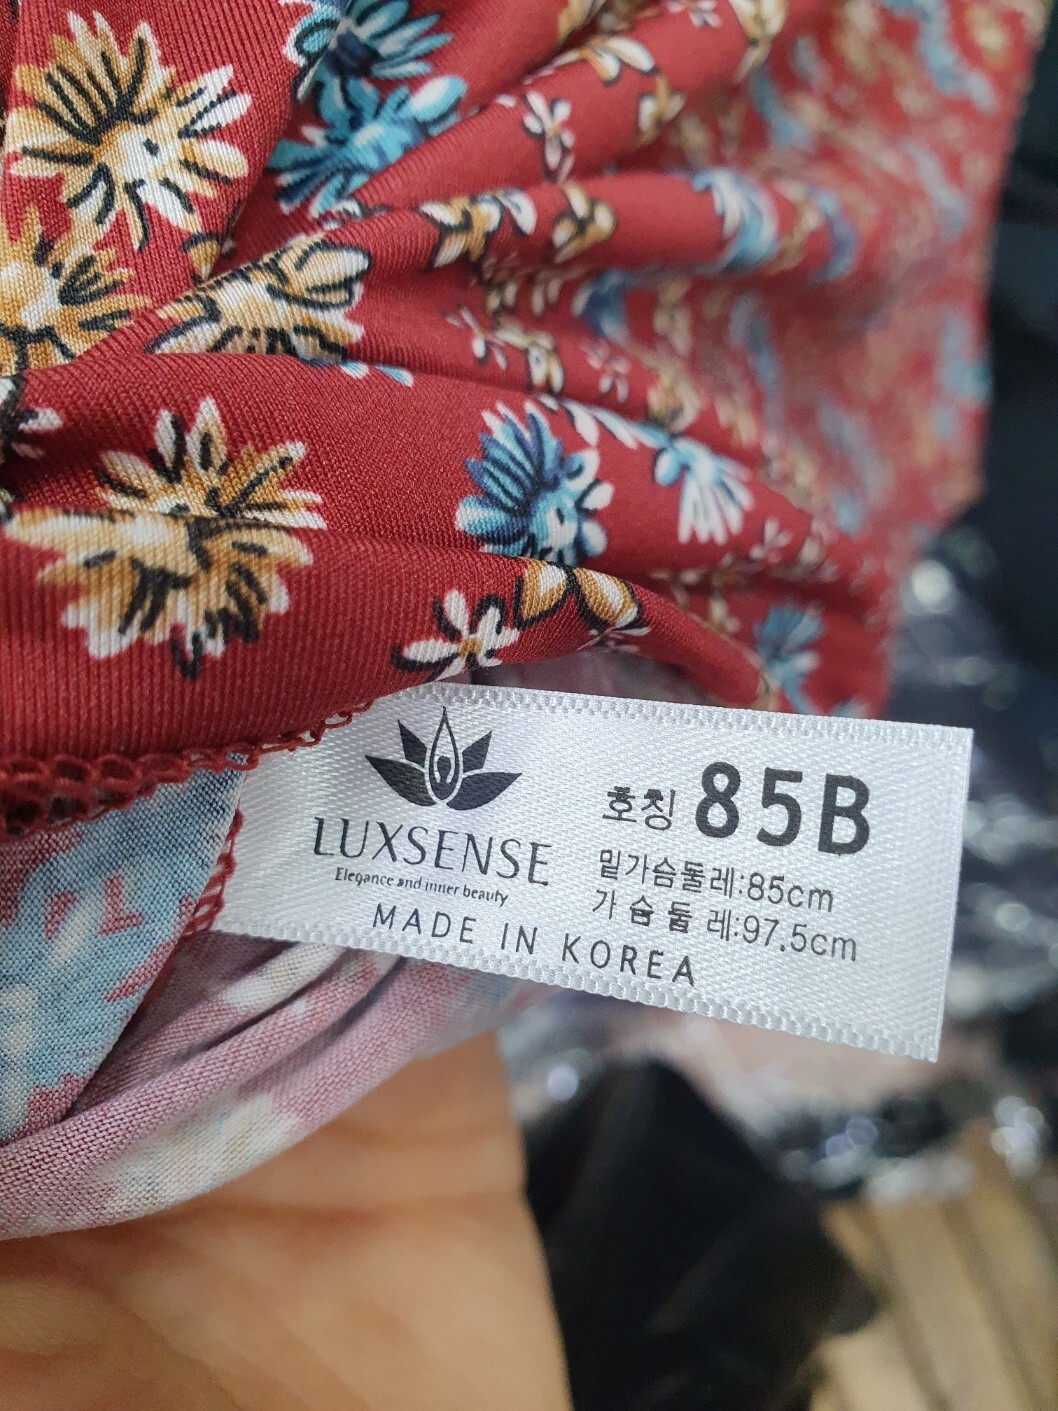 LUXSENSE
Elegance and inner beauty
호칭 85B
밑가슴둘레:85cm
가슴둘레:97.5cm
MADE IN KOREA